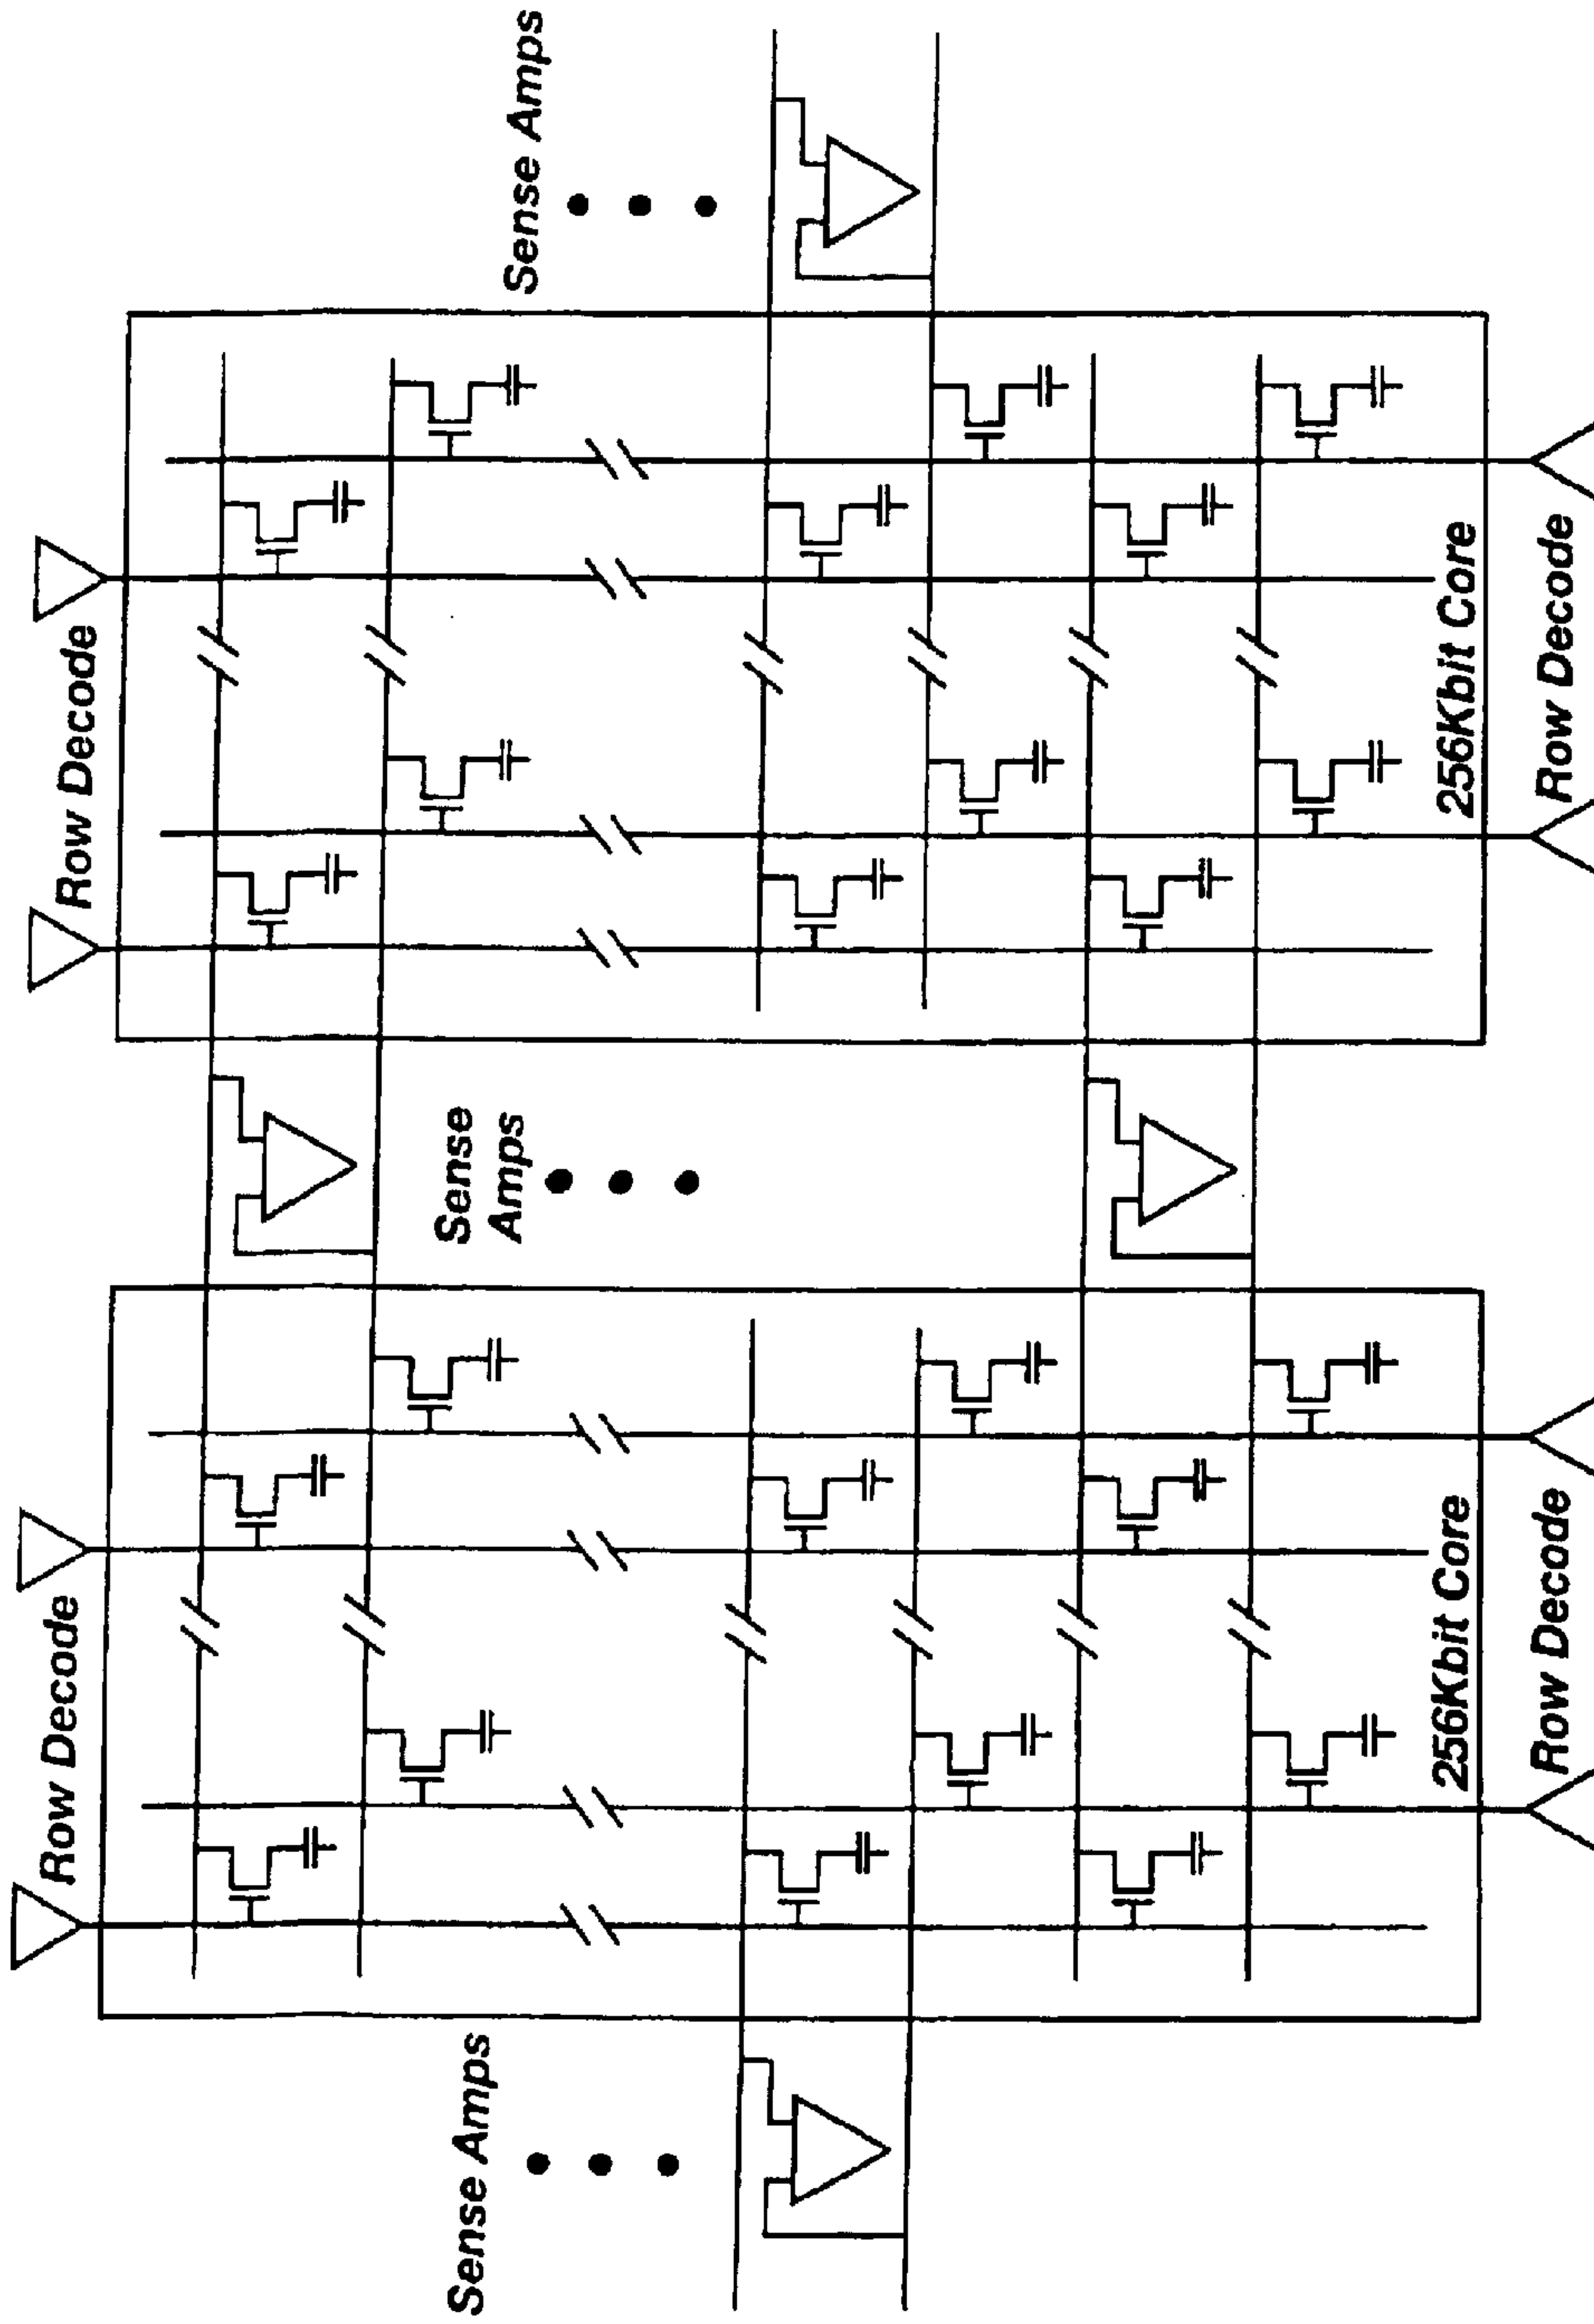 Row Decode
Row Decode
Sense Amps
Sense
Amps
Sense Amps
256Kbit Core
256Kbit Core
Row Decode
Row Decode